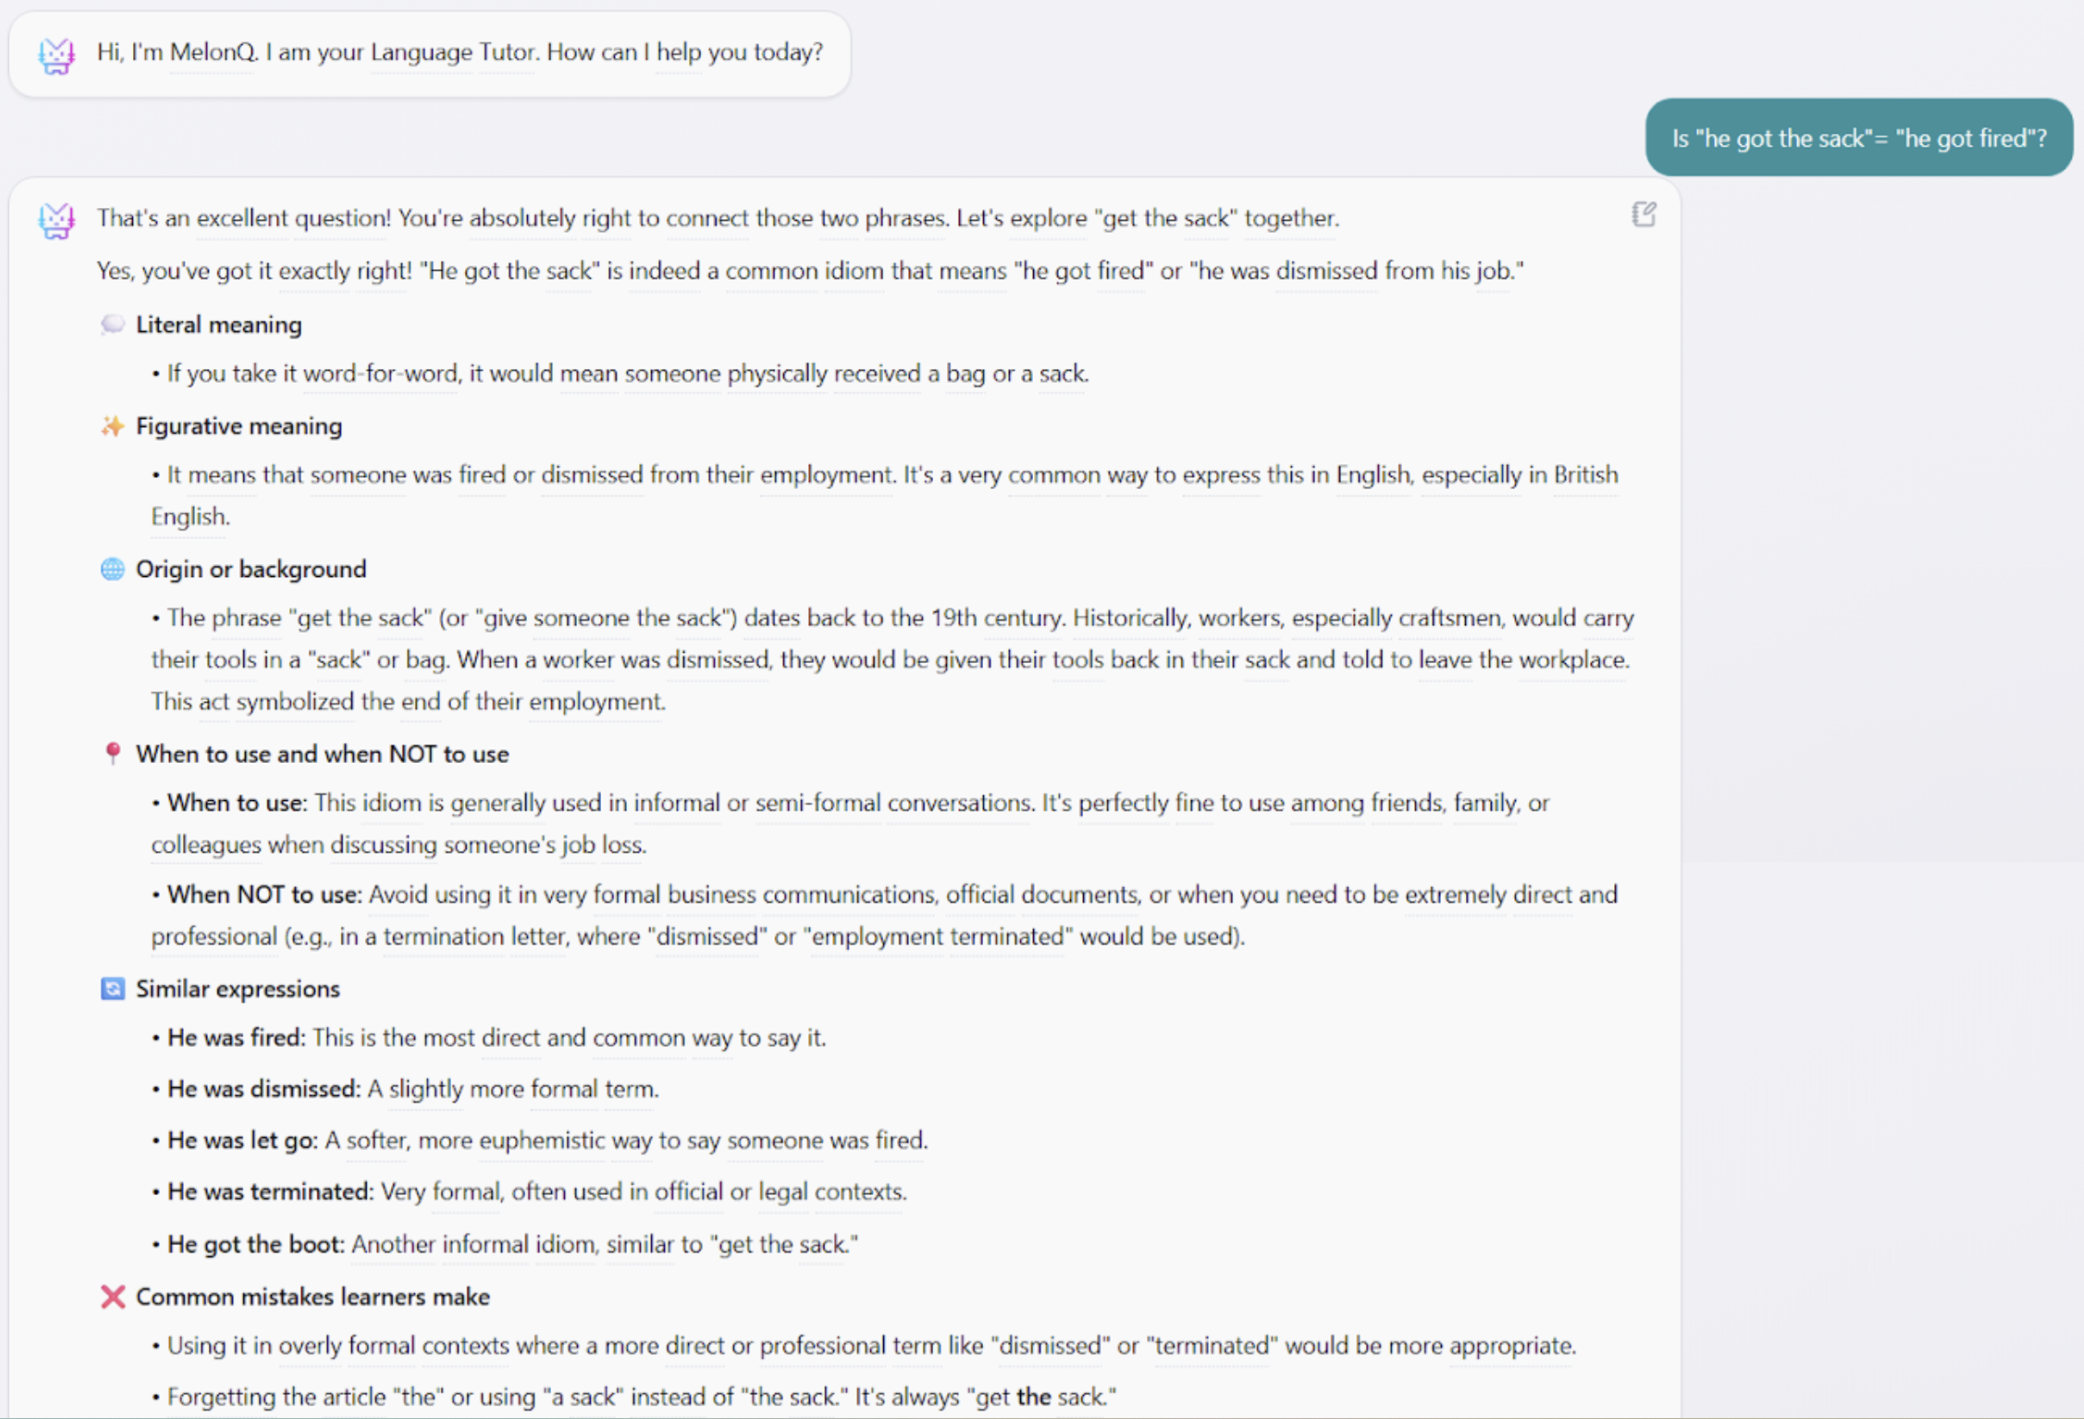 Hi, I'm MelonQ. I am your Language Tutor. How can I help you today?
Is "he got the sack"= "he got fired"?
That's an excellent question! You're absolutely right to connect those two phrases. Let's explore "get the sack" together.
Yes, you've got it exactly right! "He got the sack" is indeed a common idiom that means "he got fired" or "he was dismissed from his job."
Literal meaning
• If you take it word-for-word, it would mean someone physically received a bag or a sack.
Figurative meaning
• It means that someone was fired or dismissed from their employment. It's a very common way to express this in English, especially in British
English.
Origin or background
• The phrase "get the sack" (or "give someone the sack") dates back to the 19th century. Historically, workers, especially craftsmen, would carry
their tools in a "sack" or bag. When a worker was dismissed, they would be given their tools back in their sack and told to leave the workplace.
This act symbolized the end of their employment.
When to use and when NOT to use
• When to use: This idiom is generally used in informal or semi-formal conversations. It's perfectly fine to use among friends, family, or
colleagues when discussing someone's job loss.
• When NOT to use: Avoid using it in very formal business communications, official documents, or when you need to be extremely direct and
professional (e.g., in a termination letter, where "dismissed" or "employment terminated" would be used).
Similar expressions
• He was fired: This is the most direct and common way to say it.
• He was dismissed: A slightly more formal term.
• He was let go: A softer, more euphemistic way to say someone was fired.
• He was terminated: Very formal, often used in official or legal contexts.
• He got the boot: Another informal idiom, similar to "get the sack."
Common mistakes learners make
• Using it in overly formal contexts where a more direct or professional term like "dismissed" or "terminated" would be more appropriate.
• Forgetting the article "the" or using "a sack" instead of "the sack." It's always "get the sack."